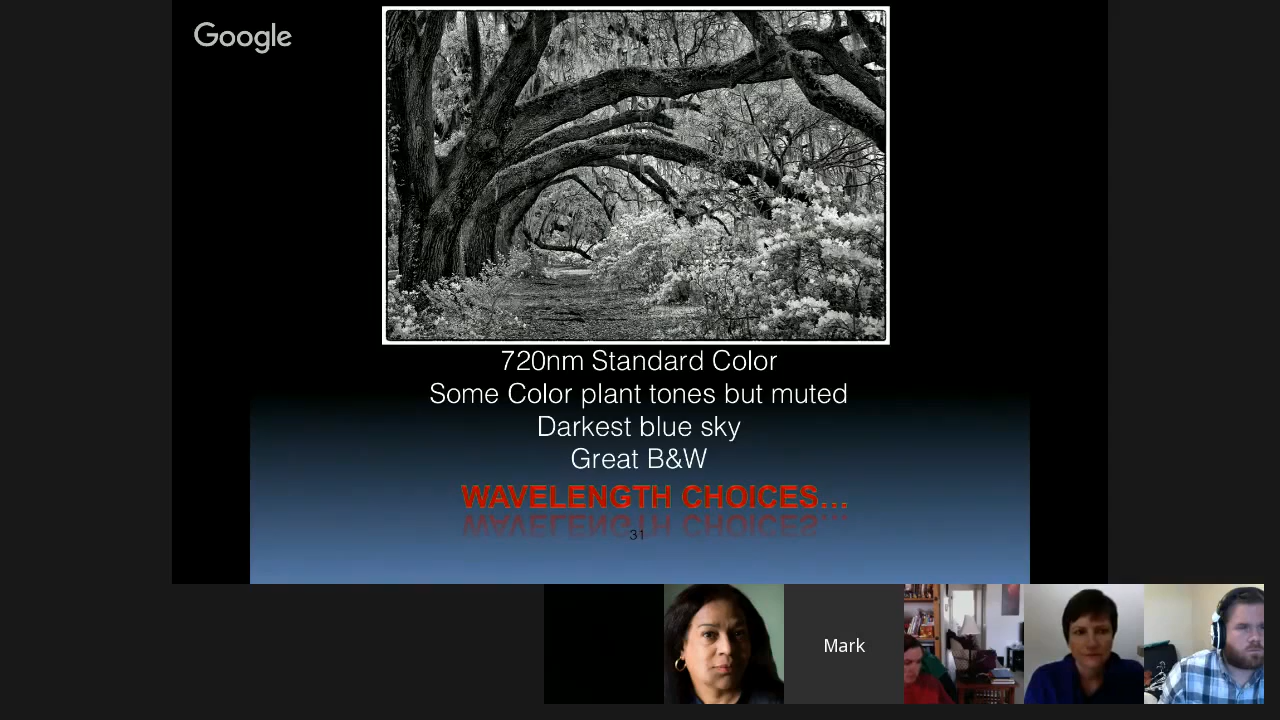 Google
720nm Standard Color
Some Color plant tones but muted
Darkest blue sky
Great B&W
WAVELENGTH CHOICES...
31
Mark